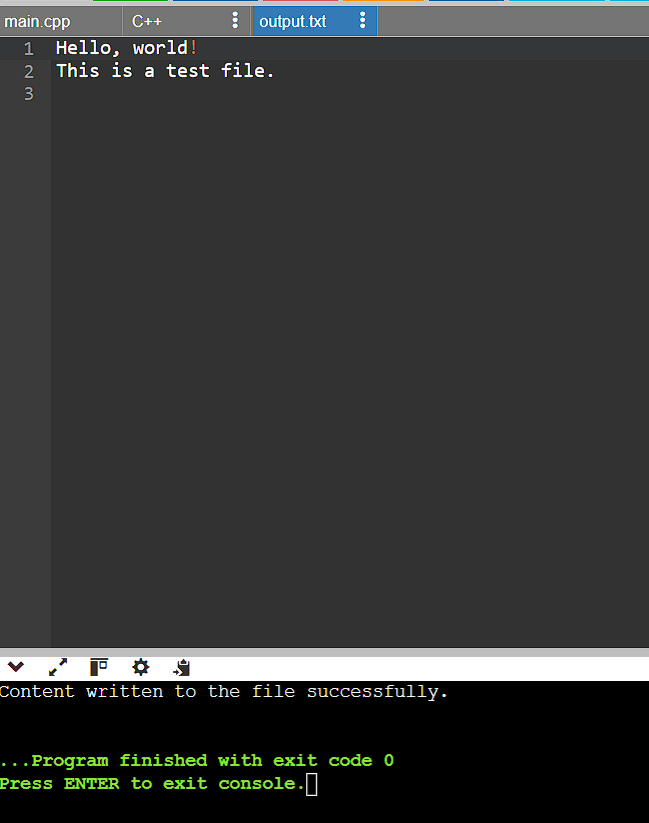 main.cpp C++ output.txt
1 Hello, world!
2 This is a test file.
3
Content written to the file successfully.
...Program finished with exit code 0
Press ENTER to exit console.